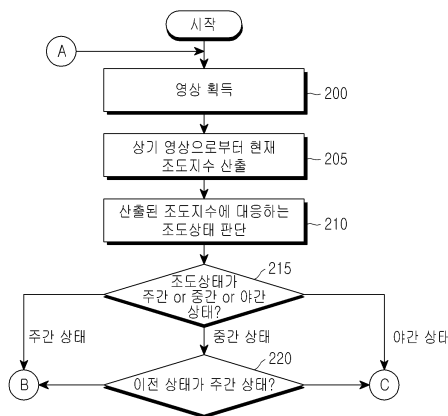 시작
A
영상 획득
200
상기 영상으로부터 현재
조도지수 산출
205
산출된 조도지수에 대응하는
조도상태 판단
210
조도상태가
주간 or 중간 or 야간
상태?
215
주간 상태
중간 상태
야간 상태
220
B
이전 상태가 주간 상태?
C